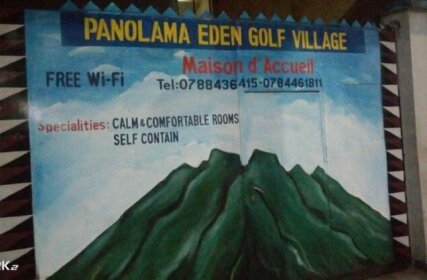 PANOLAMA EDEN GOLF VILLAGE
Maison d'Accueil
FREE Wi-Fi
Tel:0788436415-0784461811
Specialities: CALM & COMFORTABLE ROOMS
SELF CONTAIN